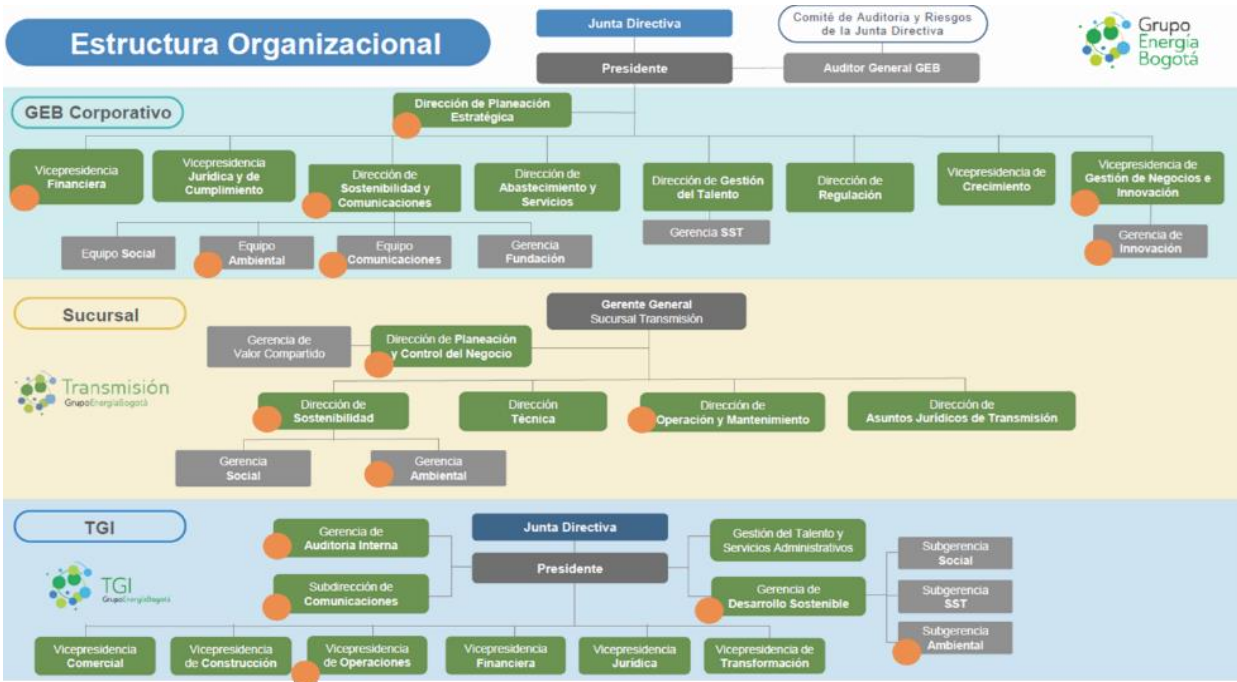 Estructura Organizacional
Junta Directiva
Comité de Auditoria y Riesgos
de la Junta Directiva
Presidente
Auditor General GEB
Grupo
Energía
Bogotá
GEB Corporativo
Dirección de Planeación
Estratégica
Vicepresidencia
Financiera
Vicepresidencia
Jurídica y de
Cumplimiento
Dirección de
Sostenibilidad y
Comunicaciones
Dirección de
Abastecimiento y
Servicios
Dirección de Gestión
del Talento
Dirección de
Regulación
Vicepresidencia de
Crecimiento
Vicepresidencia de
Gestión de Negocios e
Innovación
Equipo Social
Equipo
Ambiental
Equipo
Comunicaciones
Gerencia
Fundación
Gerencia SST
Gerencia de
Innovación
Sucursal
Gerente General
Sucursal Transmisión
Gerencia de
Valor Compartido
Dirección de Planeación
y Control del Negocio
Transmisión
GrupoEnergíaBogotá
Dirección de
Sostenibilidad
Dirección
Técnica
Dirección de
Operación y Mantenimiento
Dirección de
Asuntos Jurídicos de Transmisión
Gerencia
Social
Gerencia
Ambiental
TGI
Gerencia de
Auditoria Interna
Junta Directiva
Presidente
Gestión del Talento y
Servicios Administrativos
Subgerencia
Social
TGI
GrupoEnergíaBogotá
Subdirección de
Comunicaciones
Gerencia de
Desarrollo Sostenible
Subgerencia
SST
Subgerencia
Ambiental
Vicepresidencia
Comercial
Vicepresidencia
de Construcción
Vicepresidencia
de Operaciones
Vicepresidencia
Financiera
Vicepresidencia
Jurídica
Vicepresidencia de
Transformación